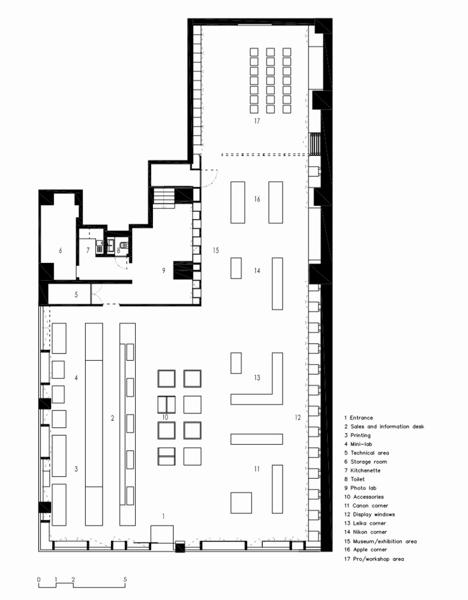 17
16
15
6
7
8
9
14
5
4
13
2
10
12
3
11
1
1 Entrance
2 Sales and information desk
3 Printing
4 Mini-lab
5 Technical area
6 Storage room
7 Kitchenette
8 Toilet
9 Photo lab
10 Accessories
11 Canon corner
12 Display windows
13 Leika corner
14 Nikon corner
15 Museum/exhibition area
16 Apple corner
17 Pro/workshop area
0 1 2 5